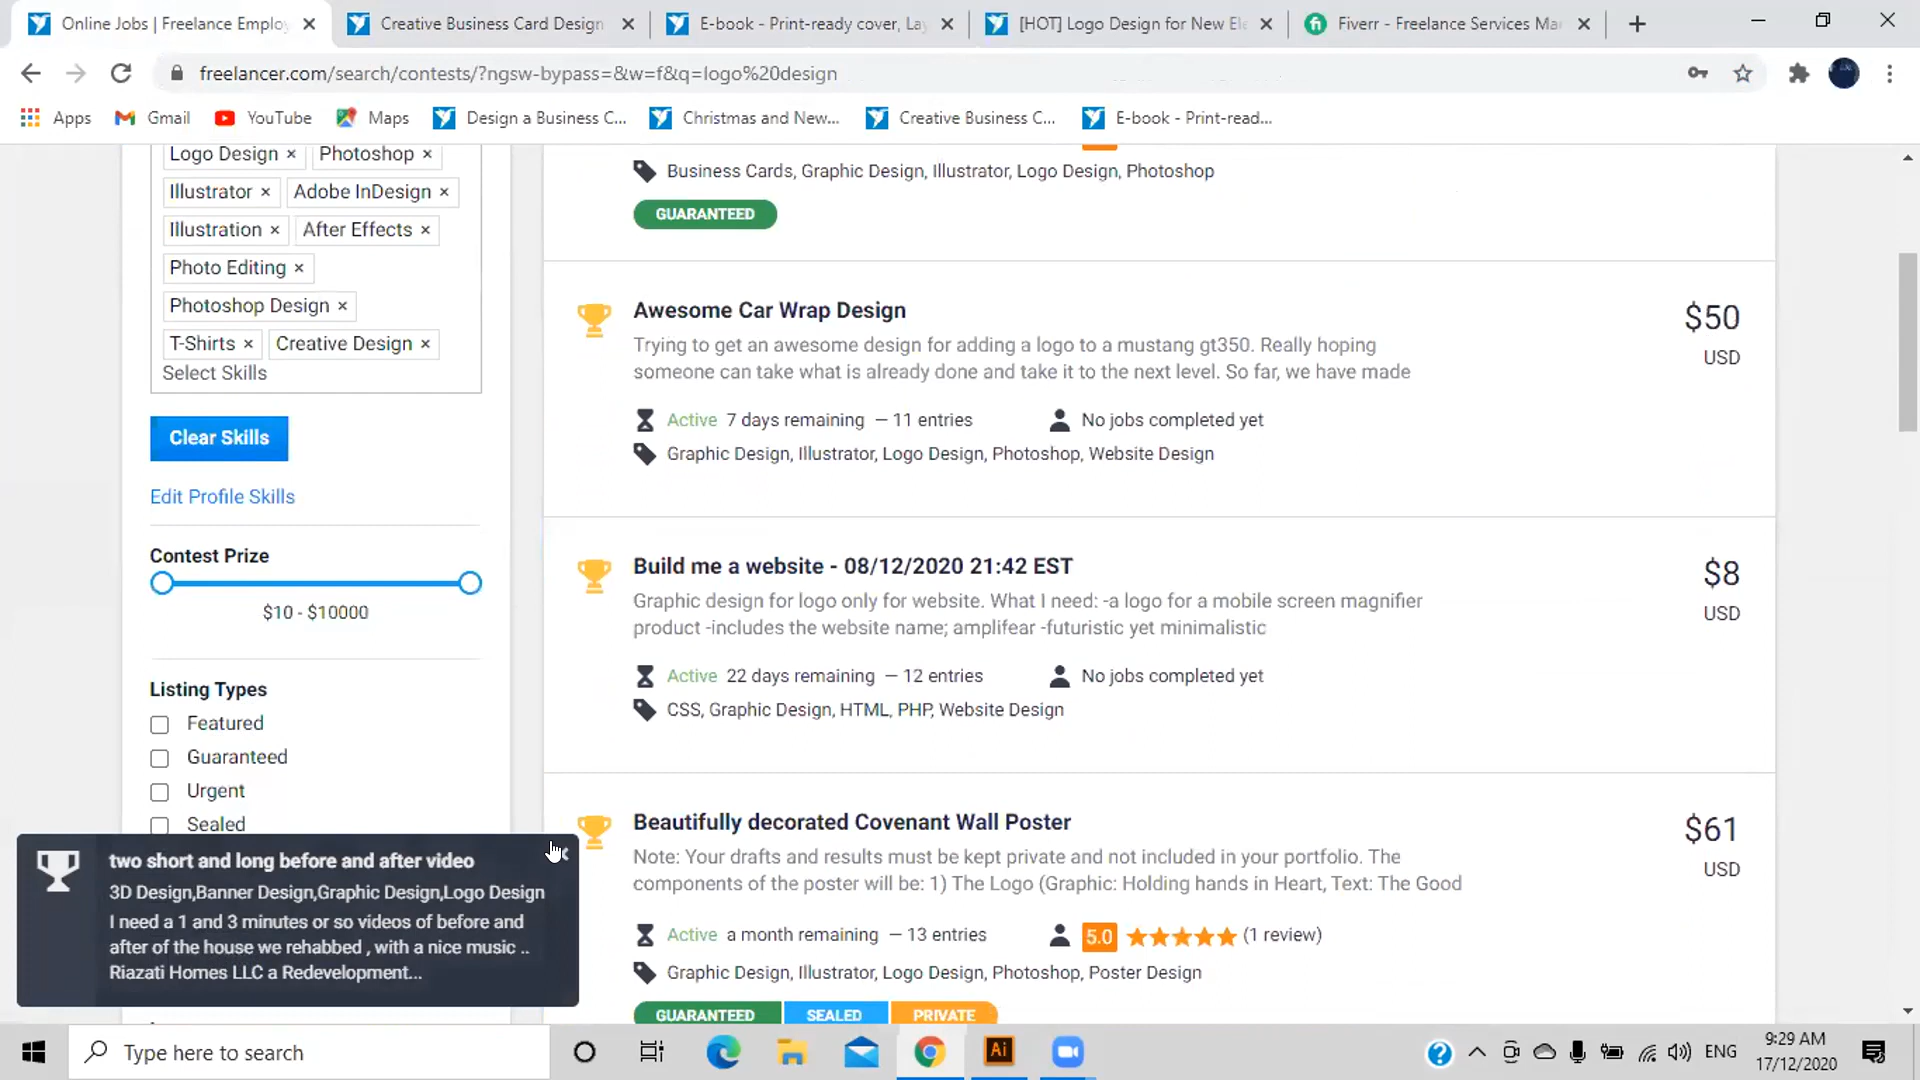 Online Jobs | Freelance Employ
Creative Business Card Design
E-book - Print-ready cover, Lay
[HOT] Logo Design for New Ele
Fiverr - Freelance Services Mar
freelancer.com/search/contests/?ngsw-bypass=&w=f&q=logo%20design
Apps
Gmail
YouTube
Maps
Design a Business C...
Christmas and New...
Creative Business C...
E-book - Print-read...
Logo Design ×
Photoshop ×
Illustrator ×
Adobe InDesign ×
Illustration ×
After Effects ×
Photo Editing ×
Photoshop Design ×
T-Shirts ×
Creative Design ×
Select Skills
Clear Skills
Edit Profile Skills
Contest Prize
$10 - $10000
Listing Types
Featured
Guaranteed
Urgent
Sealed
two short and long before and after video
3D Design,Banner Design,Graphic Design,Logo Design
I need a 1 and 3 minutes or so videos of before and
after of the house we rehabbed , with a nice music ..
Riazati Homes LLC a Redevelopment...
Business Cards, Graphic Design, Illustrator, Logo Design, Photoshop
GUARANTEED
Awesome Car Wrap Design
$50
USD
Trying to get an awesome design for adding a logo to a mustang gt350. Really hoping
someone can take what is already done and take it to the next level. So far, we have made
Active 7 days remaining – 11 entries
No jobs completed yet
Graphic Design, Illustrator, Logo Design, Photoshop, Website Design
Build me a website - 08/12/2020 21:42 EST
$8
USD
Graphic design for logo only for website. What I need: -a logo for a mobile screen magnifier
product -includes the website name; amplifear -futuristic yet minimalistic
Active 22 days remaining – 12 entries
No jobs completed yet
CSS, Graphic Design, HTML, PHP, Website Design
Beautifully decorated Covenant Wall Poster
$61
USD
Note: Your drafts and results must be kept private and not included in your portfolio. The
components of the poster will be: 1) The Logo (Graphic: Holding hands in Heart, Text: The Good
Active a month remaining – 13 entries
5.0 (1 review)
Graphic Design, Illustrator, Logo Design, Photoshop, Poster Design
GUARANTEED SEALED PRIVATE
Type here to search
Ai
ENG
9:29 AM
17/12/2020